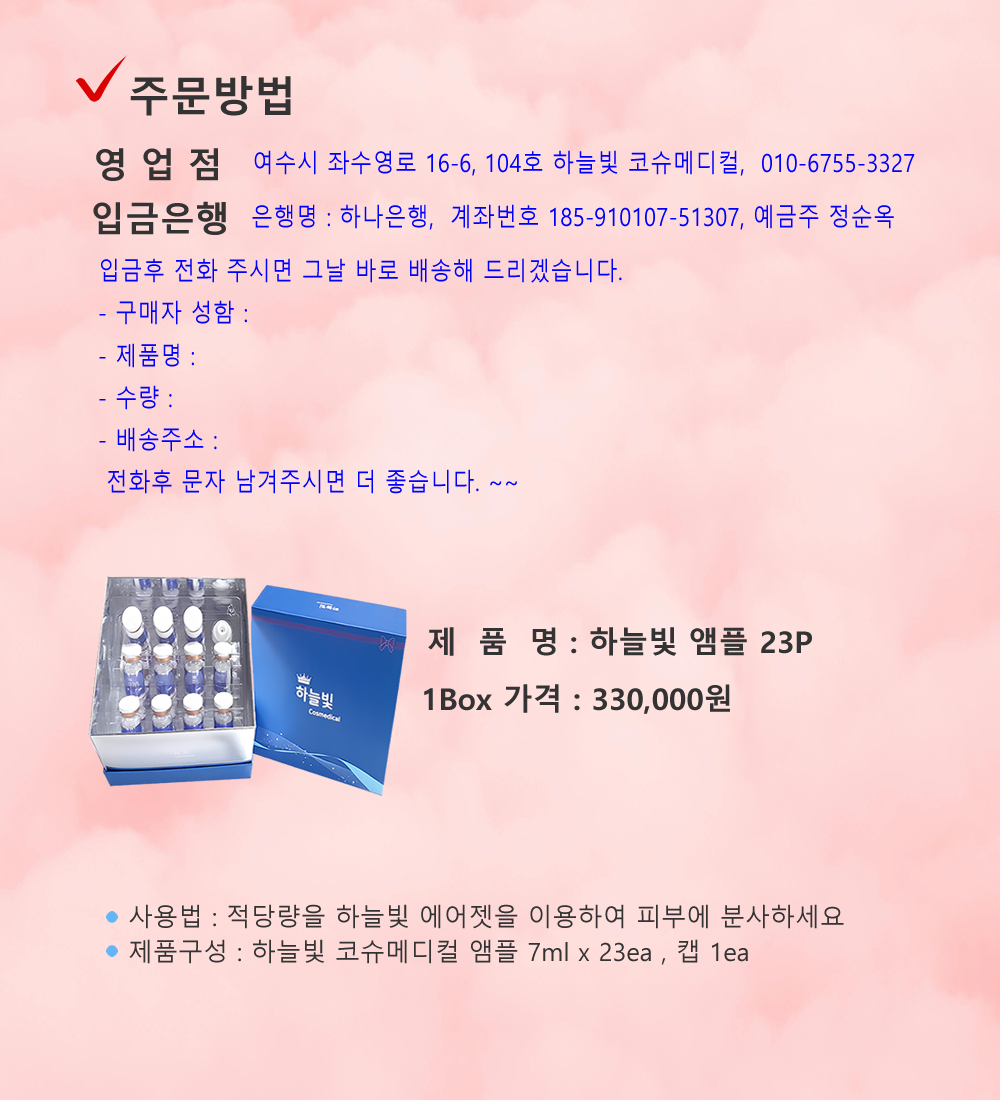 주문방법
영 업 점 여수시 좌수영로 16-6, 104호 하늘빛 코슈메디컬, 010-6755-3327
입금은행 은행명 : 하나은행, 계좌번호 185-910107-51307, 예금주 정순옥
입금후 전화 주시면 그날 바로 배송해 드리겠습니다.
- 구매자 성함 :
- 제품명 :
- 수량 :
- 배송주소 :
전화후 문자 남겨주시면 더 좋습니다. ~~
하늘빛
Cosmedical
제 품 명 : 하늘빛 앰플 23P
1Box 가격 : 330,000원
사용법 : 적당량을 하늘빛 에어젯을 이용하여 피부에 분사하세요
제품구성 : 하늘빛 코슈메디컬 앰플 7ml x 23ea , 캡 1ea